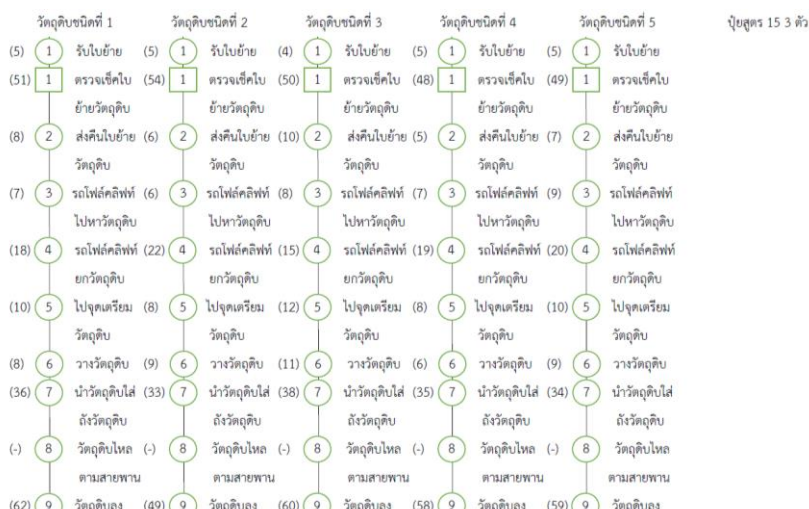 วัตถุดิบชนิดที่ 1 วัตถุดิบชนิดที่ 2 วัตถุดิบชนิดที่ 3 วัตถุดิบชนิดที่ 4 วัตถุดิบชนิดที่ 5 ปุ๋ยสูตร 15 3 ตัว
(5) 1 รับใบย้าย (5) 1 รับใบย้าย (4) 1 รับใบย้าย (5) 1 รับใบย้าย (5) 1 รับใบย้าย
(51) 1 ตรวจเช็คใบ (54) 1 ตรวจเช็คใบ (50) 1 ตรวจเช็คใบ (48) 1 ตรวจเช็คใบ (49) 1 ตรวจเช็คใบ
ย้ายวัตถุดิบ ย้ายวัตถุดิบ ย้ายวัตถุดิบ ย้ายวัตถุดิบ ย้ายวัตถุดิบ
(8) 2 ส่งคืนใบย้าย (6) 2 ส่งคืนใบย้าย (10) 2 ส่งคืนใบย้าย (5) 2 ส่งคืนใบย้าย (7) 2 ส่งคืนใบย้าย
วัตถุดิบ วัตถุดิบ วัตถุดิบ วัตถุดิบ วัตถุดิบ
(7) 3 รถโฟล์คลิฟท์ (6) 3 รถโฟล์คลิฟท์ (8) 3 รถโฟล์คลิฟท์ (7) 3 รถโฟล์คลิฟท์ (9) 3 รถโฟล์คลิฟท์
ไปหาวัตถุดิบ ไปหาวัตถุดิบ ไปหาวัตถุดิบ ไปหาวัตถุดิบ ไปหาวัตถุดิบ
(18) 4 รถโฟล์คลิฟท์ (22) 4 รถโฟล์คลิฟท์ (15) 4 รถโฟล์คลิฟท์ (19) 4 รถโฟล์คลิฟท์ (20) 4 รถโฟล์คลิฟท์
ยกวัตถุดิบ ยกวัตถุดิบ ยกวัตถุดิบ ยกวัตถุดิบ ยกวัตถุดิบ
(10) 5 ไปจุดเตรียม (8) 5 ไปจุดเตรียม (12) 5 ไปจุดเตรียม (8) 5 ไปจุดเตรียม (10) 5 ไปจุดเตรียม
วัตถุดิบ วัตถุดิบ วัตถุดิบ วัตถุดิบ วัตถุดิบ
(8) 6 วางวัตถุดิบ (9) 6 วางวัตถุดิบ (11) 6 วางวัตถุดิบ (6) 6 วางวัตถุดิบ (9) 6 วางวัตถุดิบ
(36) 7 นำวัตถุดิบใส่ (33) 7 นำวัตถุดิบใส่ (38) 7 นำวัตถุดิบใส่ (35) 7 นำวัตถุดิบใส่ (34) 7 นำวัตถุดิบใส่
ถังวัตถุดิบ ถังวัตถุดิบ ถังวัตถุดิบ ถังวัตถุดิบ ถังวัตถุดิบ
(-) 8 วัตถุดิบไหล (-) 8 วัตถุดิบไหล (-) 8 วัตถุดิบไหล (-) 8 วัตถุดิบไหล (-) 8 วัตถุดิบไหล
ตามสายพาน ตามสายพาน ตามสายพาน ตามสายพาน ตามสายพาน
(62) 9 วัตถุดิบลง (49) 9 วัตถุดิบลง (60) 9 วัตถุดิบลง (58) 9 วัตถุดิบลง (59) 9 วัตถุดิบลง